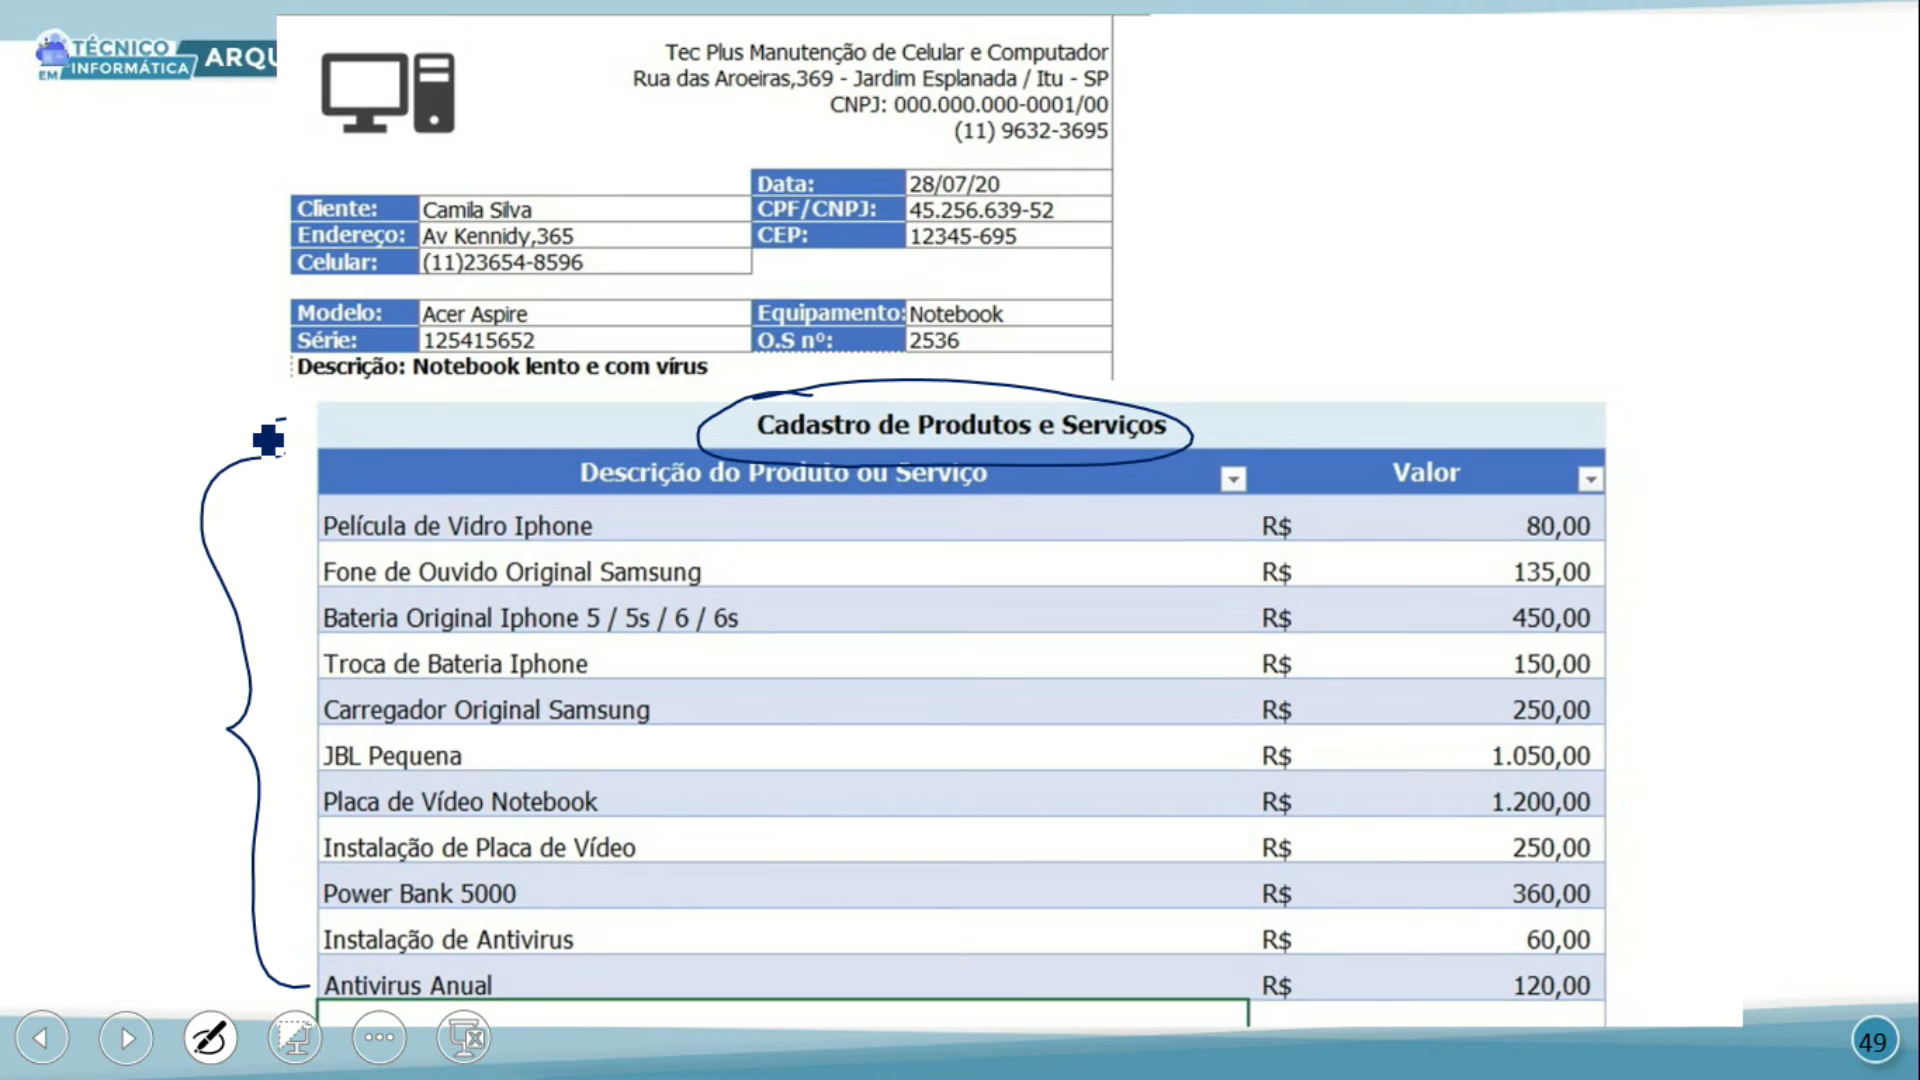 TÉCNICO
EM INFORMÁTICA
ARQU
Tec Plus Manutenção de Celular e Computador
Rua das Aroeiras,369 - Jardim Esplanada / Itu - SP
CNPJ: 000.000.000-0001/00
(11) 9632-3695
Data: 28/07/20
Cliente: Camila Silva CPF/CNPJ: 45.256.639-52
Endereço: Av Kennidy,365 CEP: 12345-695
Celular: (11)23654-8596
Modelo: Acer Aspire Equipamento: Notebook
Série: 125415652 O.S nº: 2536
Descrição: Notebook lento e com vírus
Cadastro de Produtos e Serviços
Descrição do Produto ou Serviço Valor
Película de Vidro Iphone R$ 80,00
Fone de Ouvido Original Samsung R$ 135,00
Bateria Original Iphone 5 / 5s / 6 / 6s R$ 450,00
Troca de Bateria Iphone R$ 150,00
Carregador Original Samsung R$ 250,00
JBL Pequena R$ 1.050,00
Placa de Vídeo Notebook R$ 1.200,00
Instalação de Placa de Vídeo R$ 250,00
Power Bank 5000 R$ 360,00
Instalação de Antivirus R$ 60,00
Antivirus Anual R$ 120,00
49